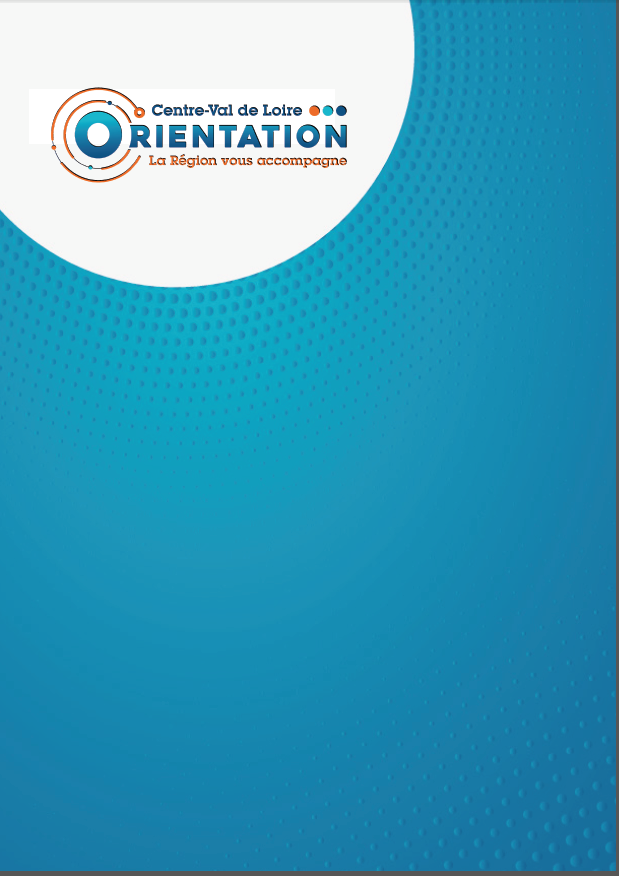 Centre-Val de Loire
ORIENTATION
La Région vous accompagne